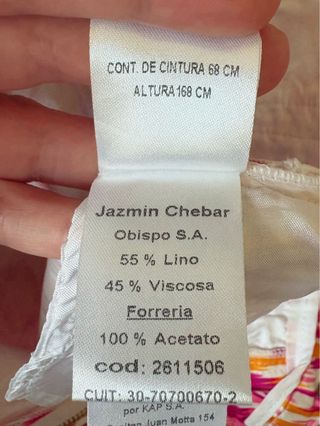 CONT. DE CINTURA 68 CM
ALTURA 168 CM
Jazmin Chebar
Obispo S.A.
55 % Lino
45 % Viscosa
Forreria
100 % Acetato
cod: 2611506
CUIT: 30-70700670-2
por KAP S.A.
Juan Motta 154